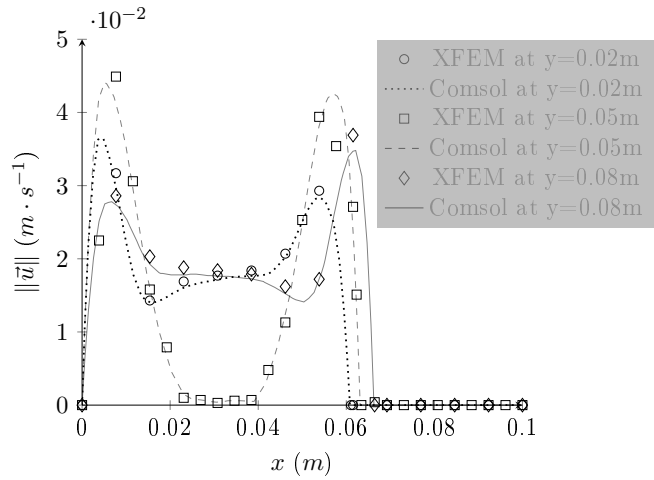 ·10⁻²
5
4
3
2
1
0
‖u⃗‖ (m · s⁻¹)
0 0.02 0.04 0.06 0.08 0.1
x (m)
XFEM at y=0.02m
Comsol at y=0.02m
XFEM at y=0.05m
Comsol at y=0.05m
XFEM at y=0.08m
Comsol at y=0.08m